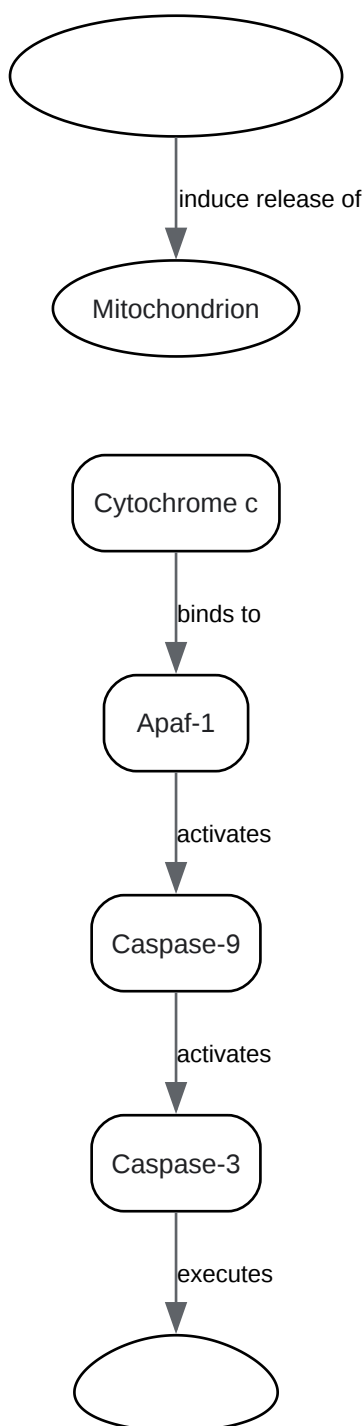 induce release of
Mitochondrion
Cytochrome c
binds to
Apaf-1
activates
Caspase-9
activates
Caspase-3
executes